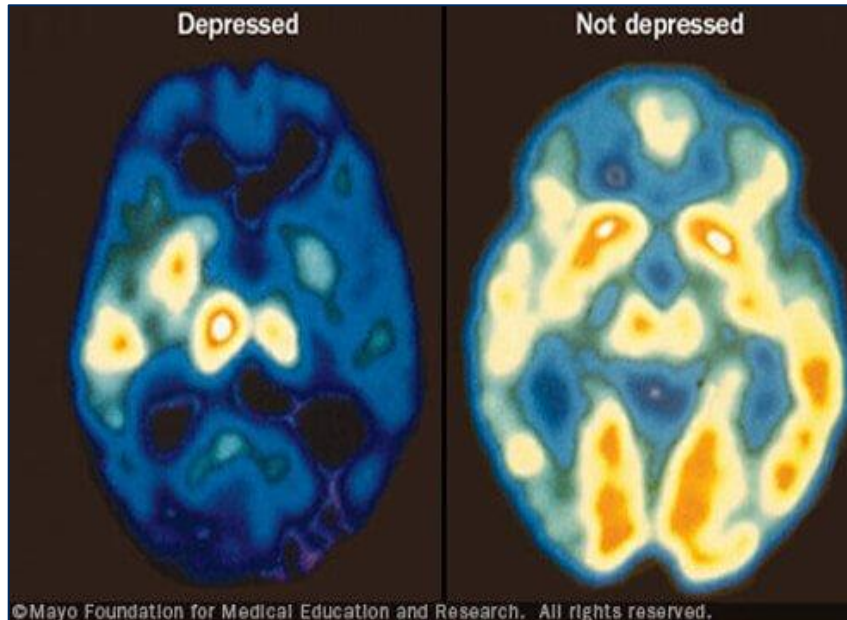 Depressed
Not depressed
©Mayo Foundation for Medical Education and Research. All rights reserved.